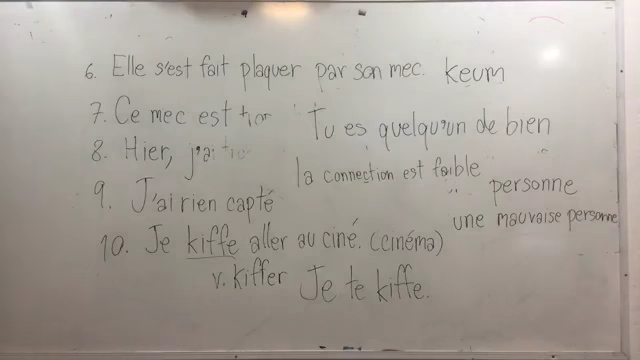 6. Elle s'est fait plaquer par son mec. keum
7. Ce mec est
Tu es quelqu'un de bien
8. Hier, j'ai
la connection est faible
9. J'ai rien capté
" personne
une mauvaise personne
10. Je kiffe aller au ciné. (cinéma)
v. kiffer Je te kiffe.